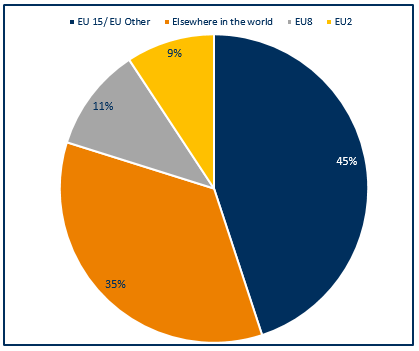 EU 15/ EU Other Elsewhere in the world EU8 EU2
9%
11%
45%
35%